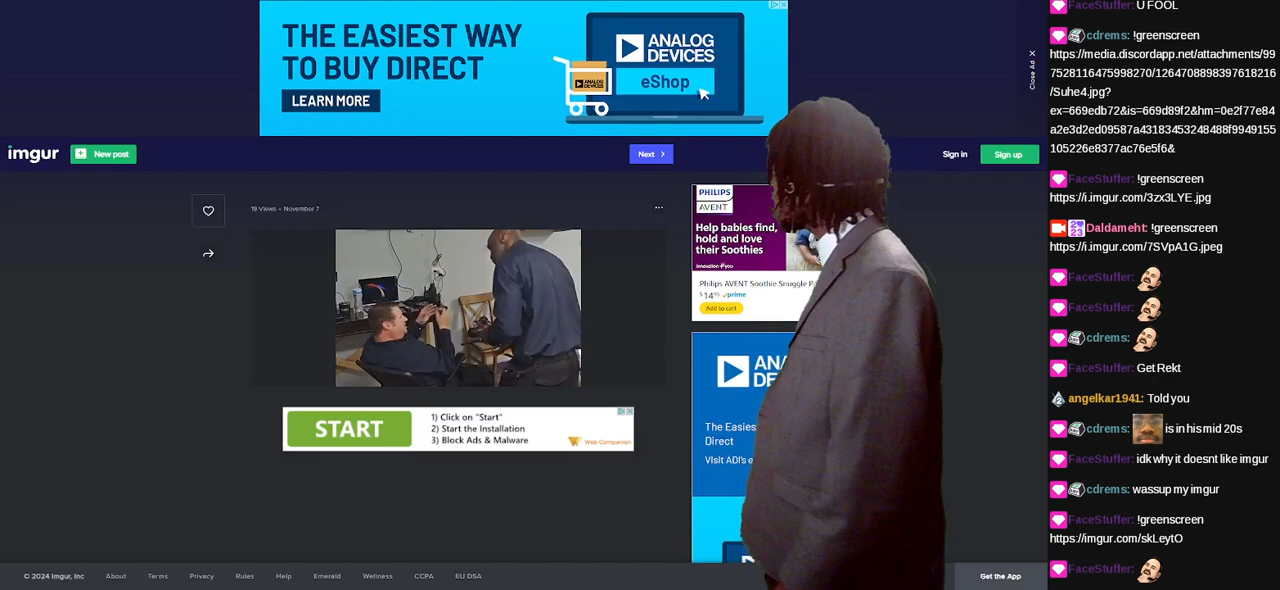 THE EASIEST WAY
TO BUY DIRECT
LEARN MORE
ANALOG
DEVICES
eShop
Close Ad X
imgur
New post
Next
Sign in
Sign up
19 Views • November 7
PHILIPS
AVENT
Help babies find,
hold and love
their Soothies
innovation + you
Philips AVENT Soothie Snuggle
$14 prime
Add to cart
START
1) Click on "Start"
2) Start the Installation
3) Block Ads & Malware
Web Companion
The
Direct
Visit ADI's
© 2024 Imgur, Inc
About
Terms
Privacy
Rules
Help
Emerald
Wellness
CCPA
EU DSA
Get the App
FaceStuffer: U FOOL
cdrems: !greenscreen
https://media.discordapp.net/attachments/99
7528116475998270/1264708898397618216
/Suhe4.jpg?
ex=669edb72&is=669d89f2&hm=0e2f77e84
a2e3d2ed09587a43183453248488f9949155
105226e8377ac76e5f6&
FaceStuffer: !greenscreen
https://i.imgur.com/3zx3LYE.jpg
Daldameht: !greenscreen
https://i.imgur.com/7SVpA1G.jpeg
FaceStuffer:
FaceStuffer:
cdrems:
FaceStuffer: Get Rekt
angelkar1941: Told you
cdrems: is in his mid 20s
FaceStuffer: idk why it doesnt like imgur
cdrems: wassup my imgur
FaceStuffer: !greenscreen
https://imgur.com/skLeytO
FaceStuffer: